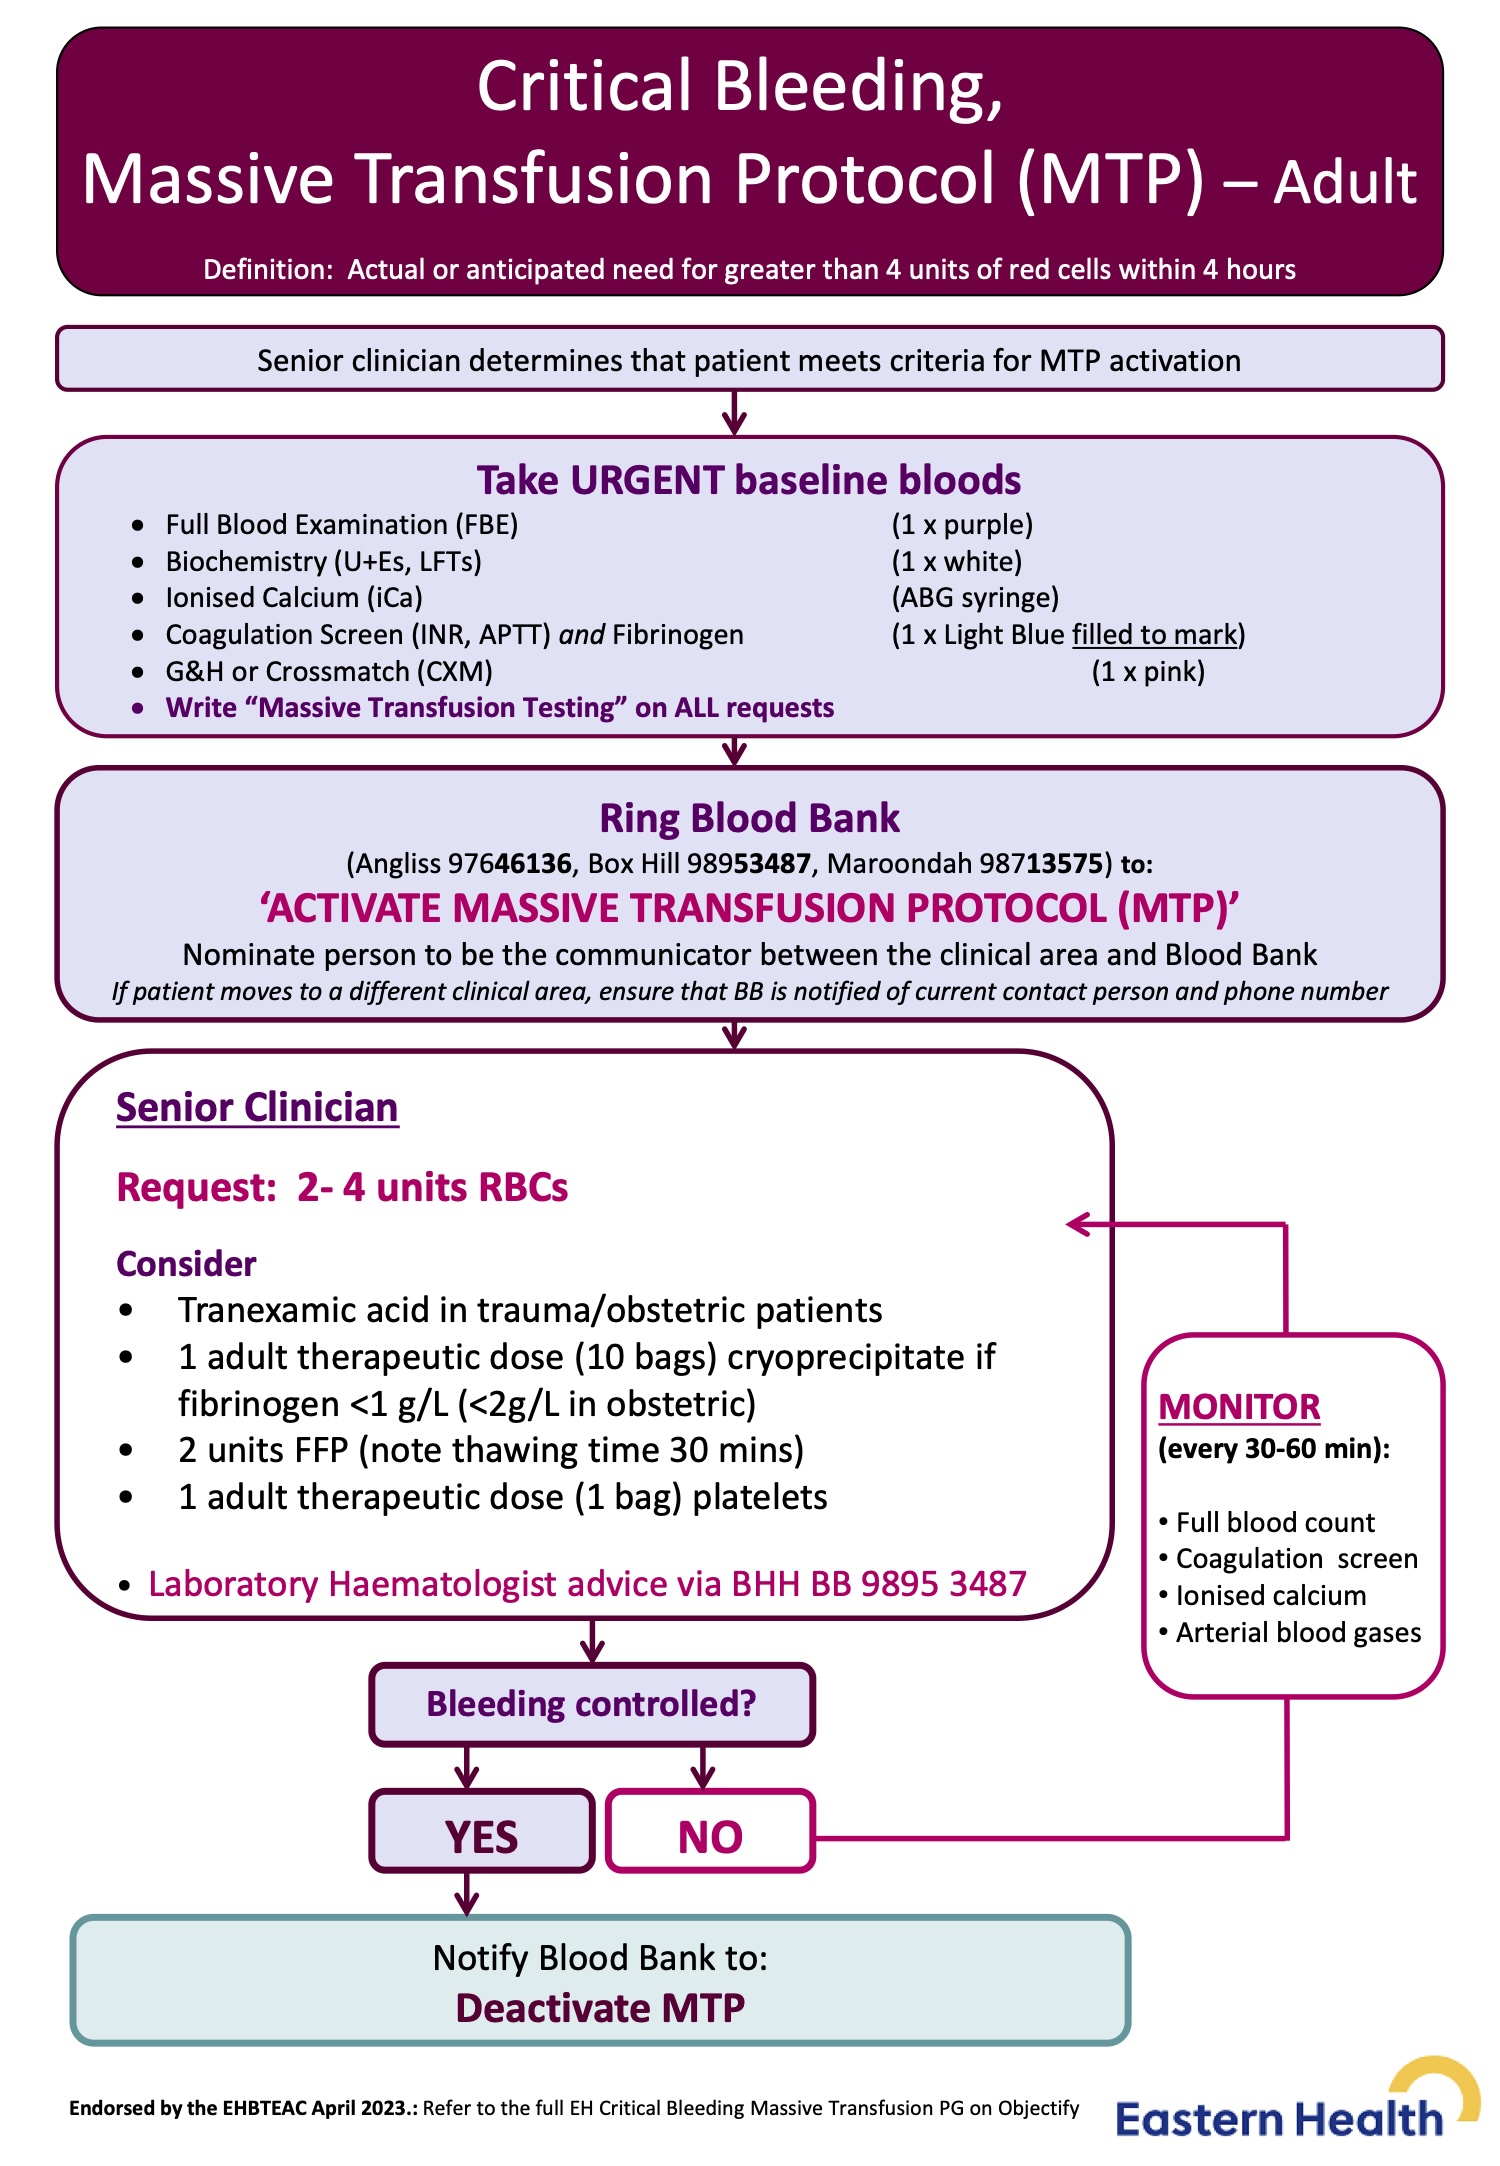 Critical Bleeding,
Massive Transfusion Protocol (MTP) – Adult
Definition:  Actual or anticipated need for greater than 4 units of red cells within 4 hours
Senior clinician determines that patient meets criteria for MTP activation
Take URGENT baseline bloods
• Full Blood Examination (FBE) (1 x purple)
• Biochemistry (U+Es, LFTs) (1 x white)
• Ionised Calcium (iCa) (ABG syringe)
• Coagulation Screen (INR, APTT) and Fibrinogen (1 x Light Blue filled to mark)
• G&H or Crossmatch (CXM) (1 x pink)
• Write “Massive Transfusion Testing” on ALL requests
Ring Blood Bank
(Angliss 97646136, Box Hill 98953487, Maroondah 98713575) to:
‘ACTIVATE MASSIVE TRANSFUSION PROTOCOL (MTP)’
Nominate person to be the communicator between the clinical area and Blood Bank
If patient moves to a different clinical area, ensure that BB is notified of current contact person and phone number
Senior Clinician
Request:  2- 4 units RBCs
Consider
• Tranexamic acid in trauma/obstetric patients
• 1 adult therapeutic dose (10 bags) cryoprecipitate if
fibrinogen <1 g/L (<2g/L in obstetric)
• 2 units FFP (note thawing time 30 mins)
• 1 adult therapeutic dose (1 bag) platelets
• Laboratory Haematologist advice via BHH BB 9895 3487
MONITOR
(every 30-60 min):
• Full blood count
• Coagulation  screen
• Ionised calcium
• Arterial blood gases
Bleeding controlled?
YES
NO
Notify Blood Bank to:
Deactivate MTP
Endorsed by the EHBTEAC April 2023.: Refer to the full EH Critical Bleeding Massive Transfusion PG on Objectify
Eastern Health